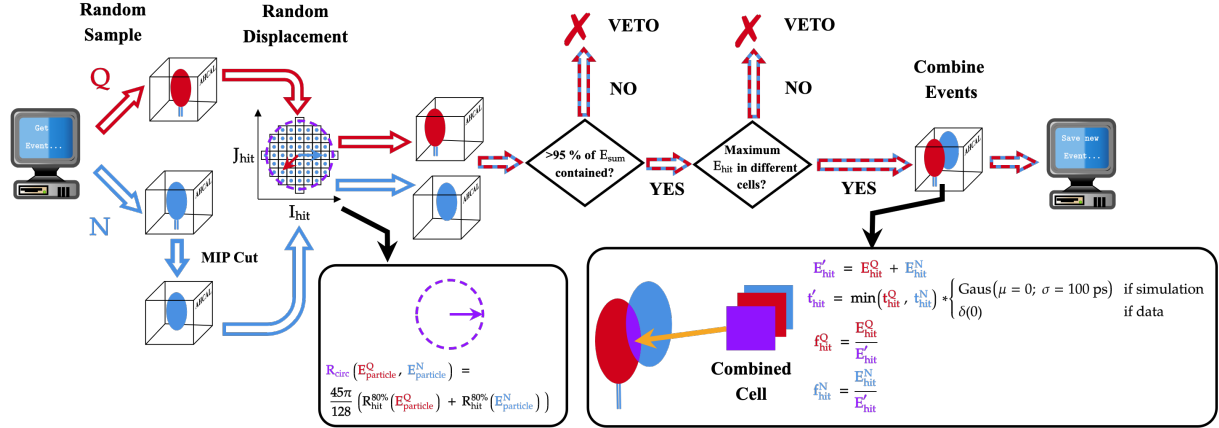 Random
Sample
Random
Displacement
Q
N
Get
Event...
AHCAL
AHCAL
MIP Cut
AHCAL
J_hit
I_hit
AHCAL
AHCAL
VETO
NO
>95 % of E_sum
contained?
YES
VETO
NO
Maximum
E_hit in different
cells?
YES
Combine
Events
AHCAL
Save new
Event...
R_circ(E^Q_particle, E^N_particle) =
45π/128 (R^80%_hit(E^Q_particle) + R^80%_hit(E^N_particle))
Combined
Cell
E'_hit = E^Q_hit + E^N_hit
t'_hit = min(t^Q_hit, t^N_hit) * { Gaus(μ = 0; σ = 100 ps) if simulation
δ(0) if data
f^Q_hit = E^Q_hit / E'_hit
f^N_hit = E^N_hit / E'_hit